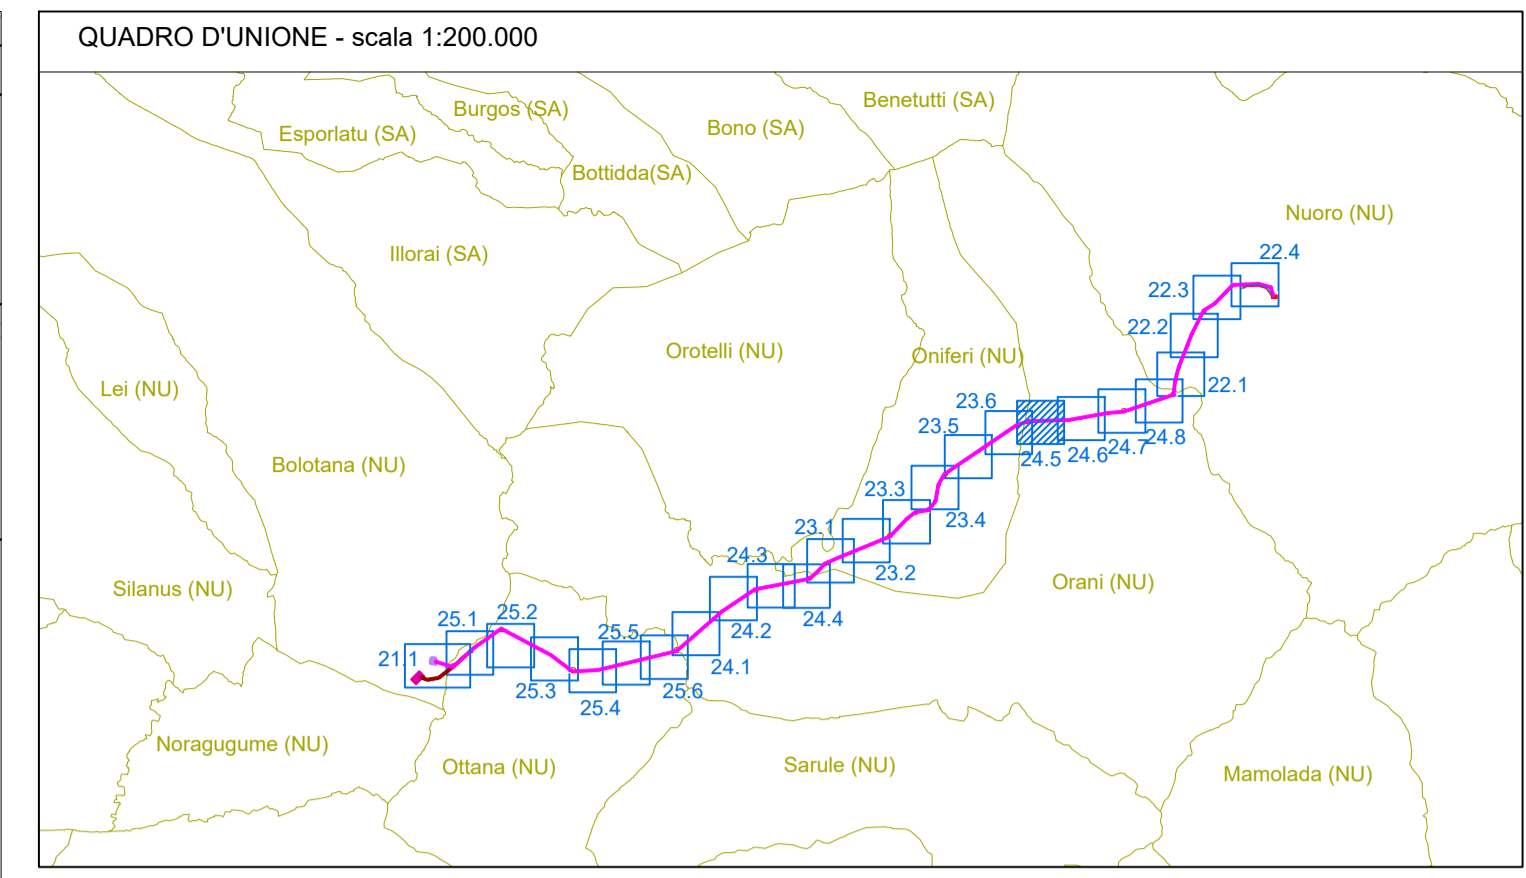 QUADRO D'UNIONE - scala 1:200.000
Benetutti (SA)
Burgos (SA)
Bono (SA)
Esporlatu (SA)
Bottidda(SA)
Nuoro (NU)
Illorai (SA)
22.4
22.3
22.2
Orotelli (NU)
Oniferi (NU)
Lei (NU)
22.1
23.6
23.5
24.8
24.7
24.6
24.5
Bolotana (NU)
23.3
23.4
23.1
24.3
23.2
Orani (NU)
Silanus (NU)
25.1
25.2
24.4
24.2
25.5
21.1
24.1
25.3
25.6
25.4
Noragugume (NU)
Ottana (NU)
Sarule (NU)
Mamolada (NU)